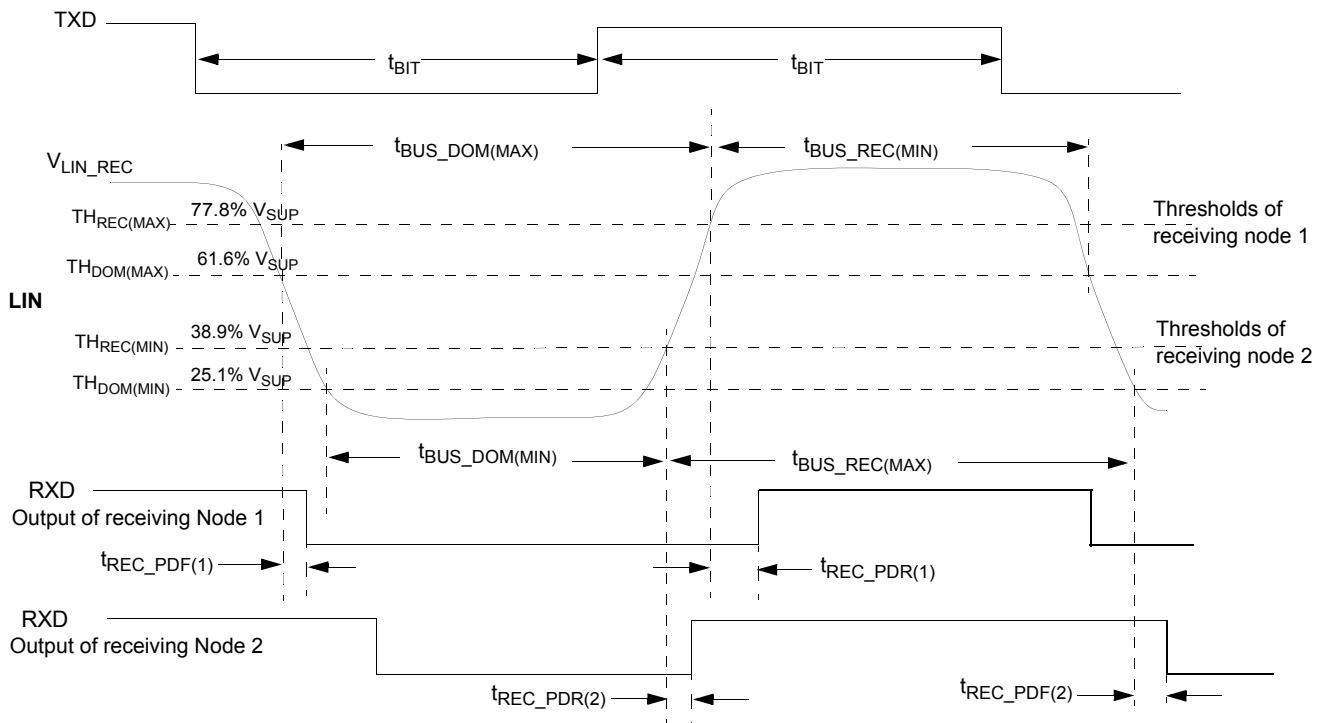 TXD
tBIT
tBIT
tBUS_DOM(MAX)
tBUS_REC(MIN)
VLIN_REC
THREC(MAX)
77.8% VSUP
Thresholds of
receiving node 1
THDOM(MAX)
61.6% VSUP
LIN
THREC(MIN)
38.9% VSUP
Thresholds of
receiving node 2
THDOM(MIN)
25.1% VSUP
tBUS_DOM(MIN)
tBUS_REC(MAX)
RXD
Output of receiving Node 1
tREC_PDF(1)
tREC_PDR(1)
RXD
Output of receiving Node 2
tREC_PDR(2)
tREC_PDF(2)